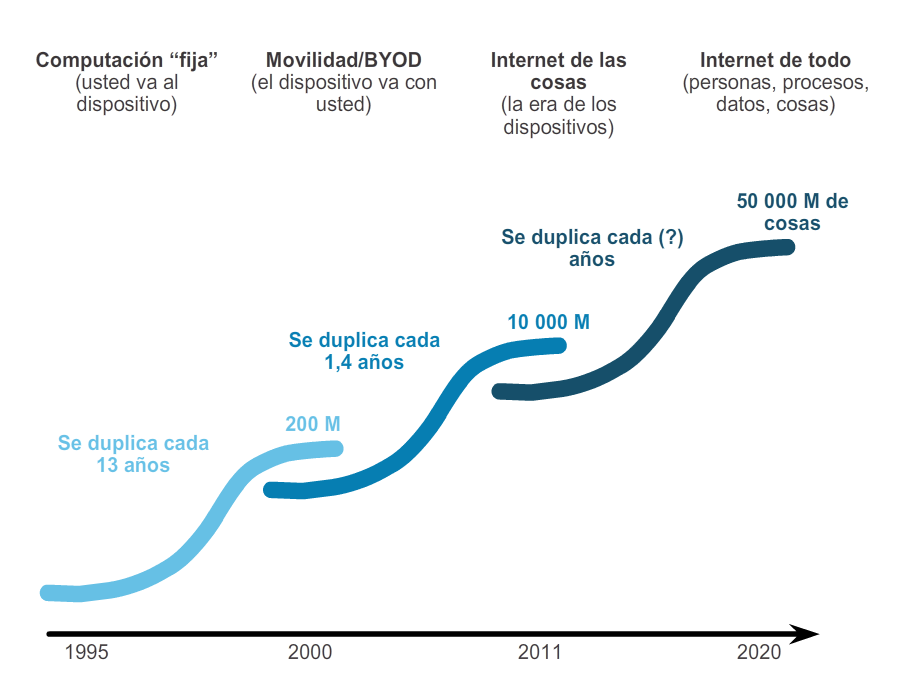 Computación “fija”
(usted va al
dispositivo)
Movilidad/BYOD
(el dispositivo va con
usted)
Internet de las
cosas
(la era de los
dispositivos)
Internet de todo
(personas, procesos,
datos, cosas)
50 000 M de
cosas
Se duplica cada (?)
años
10 000 M
Se duplica cada
1,4 años
200 M
Se duplica cada
13 años
1995
2000
2011
2020